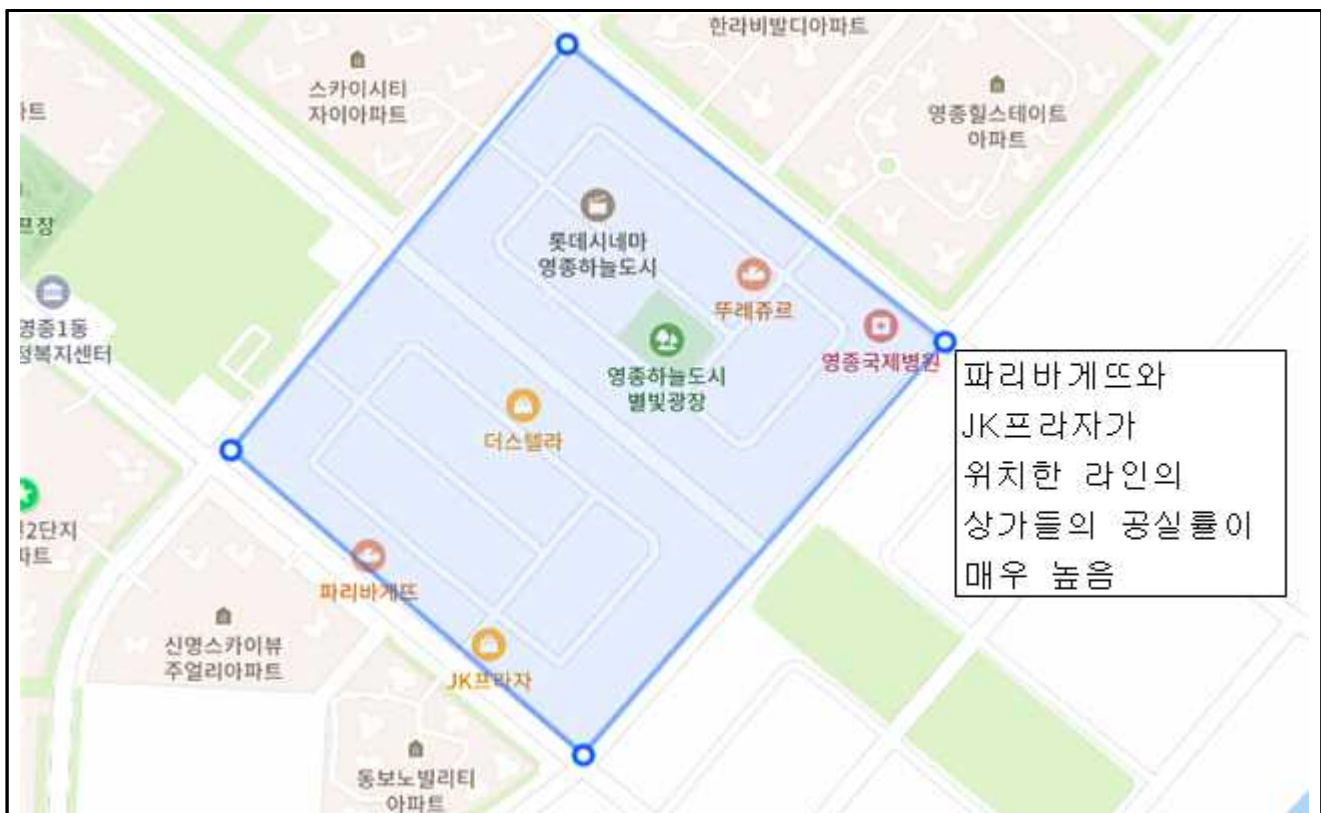 한라비발디아파트
스카이시티
자이아파트
영종힐스테이트
아파트
롯데시네마
영종하늘도시
뚜레쥬르
영종1동
영종국제병원
영종하늘도시
별빛광장
더스텔라
2단지
파리바게뜨
신명스카이뷰
주얼리아파트
JK프라자
동보노빌리티
아파트
파리바게뜨와
JK프라자가
위치한 라인의
상가들의 공실률이
매우 높음